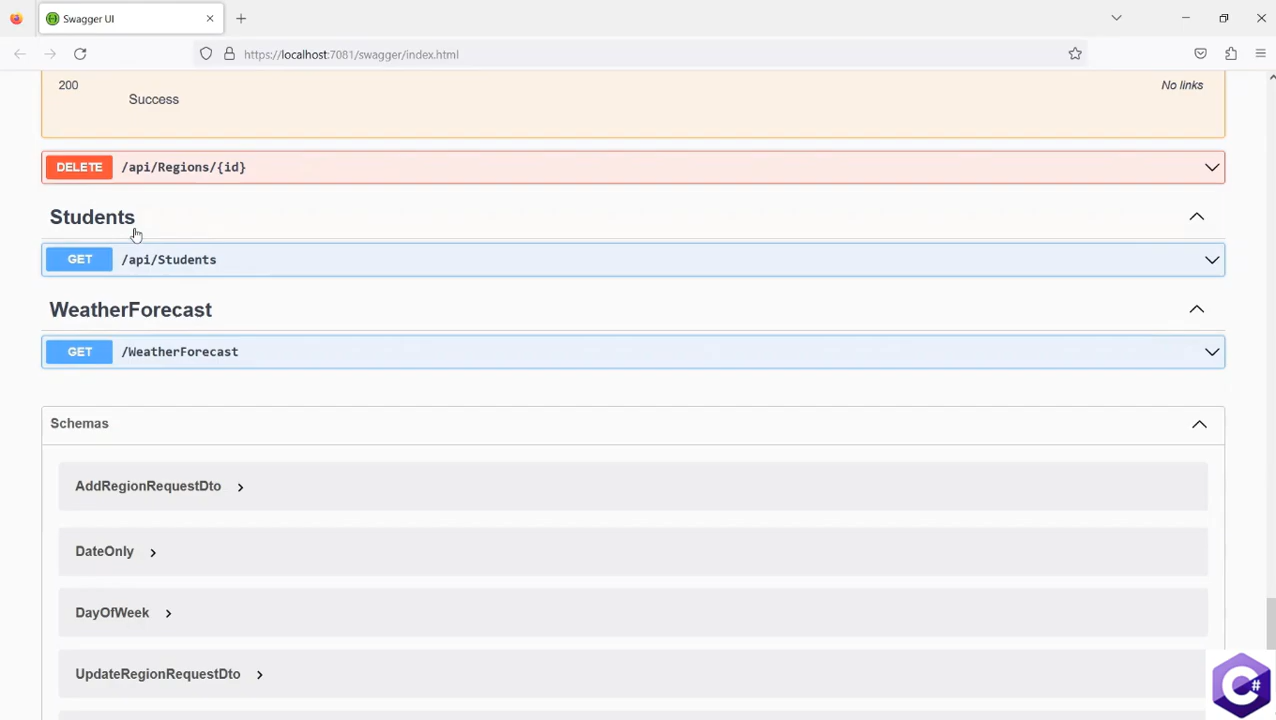 Swagger UI
https://localhost:7081/swagger/index.html
200
No links
Success
DELETE /api/Regions/{id}
Students
GET /api/Students
WeatherForecast
GET /WeatherForecast
Schemas
AddRegionRequestDto
DateOnly
DayOfWeek
UpdateRegionRequestDto
C#